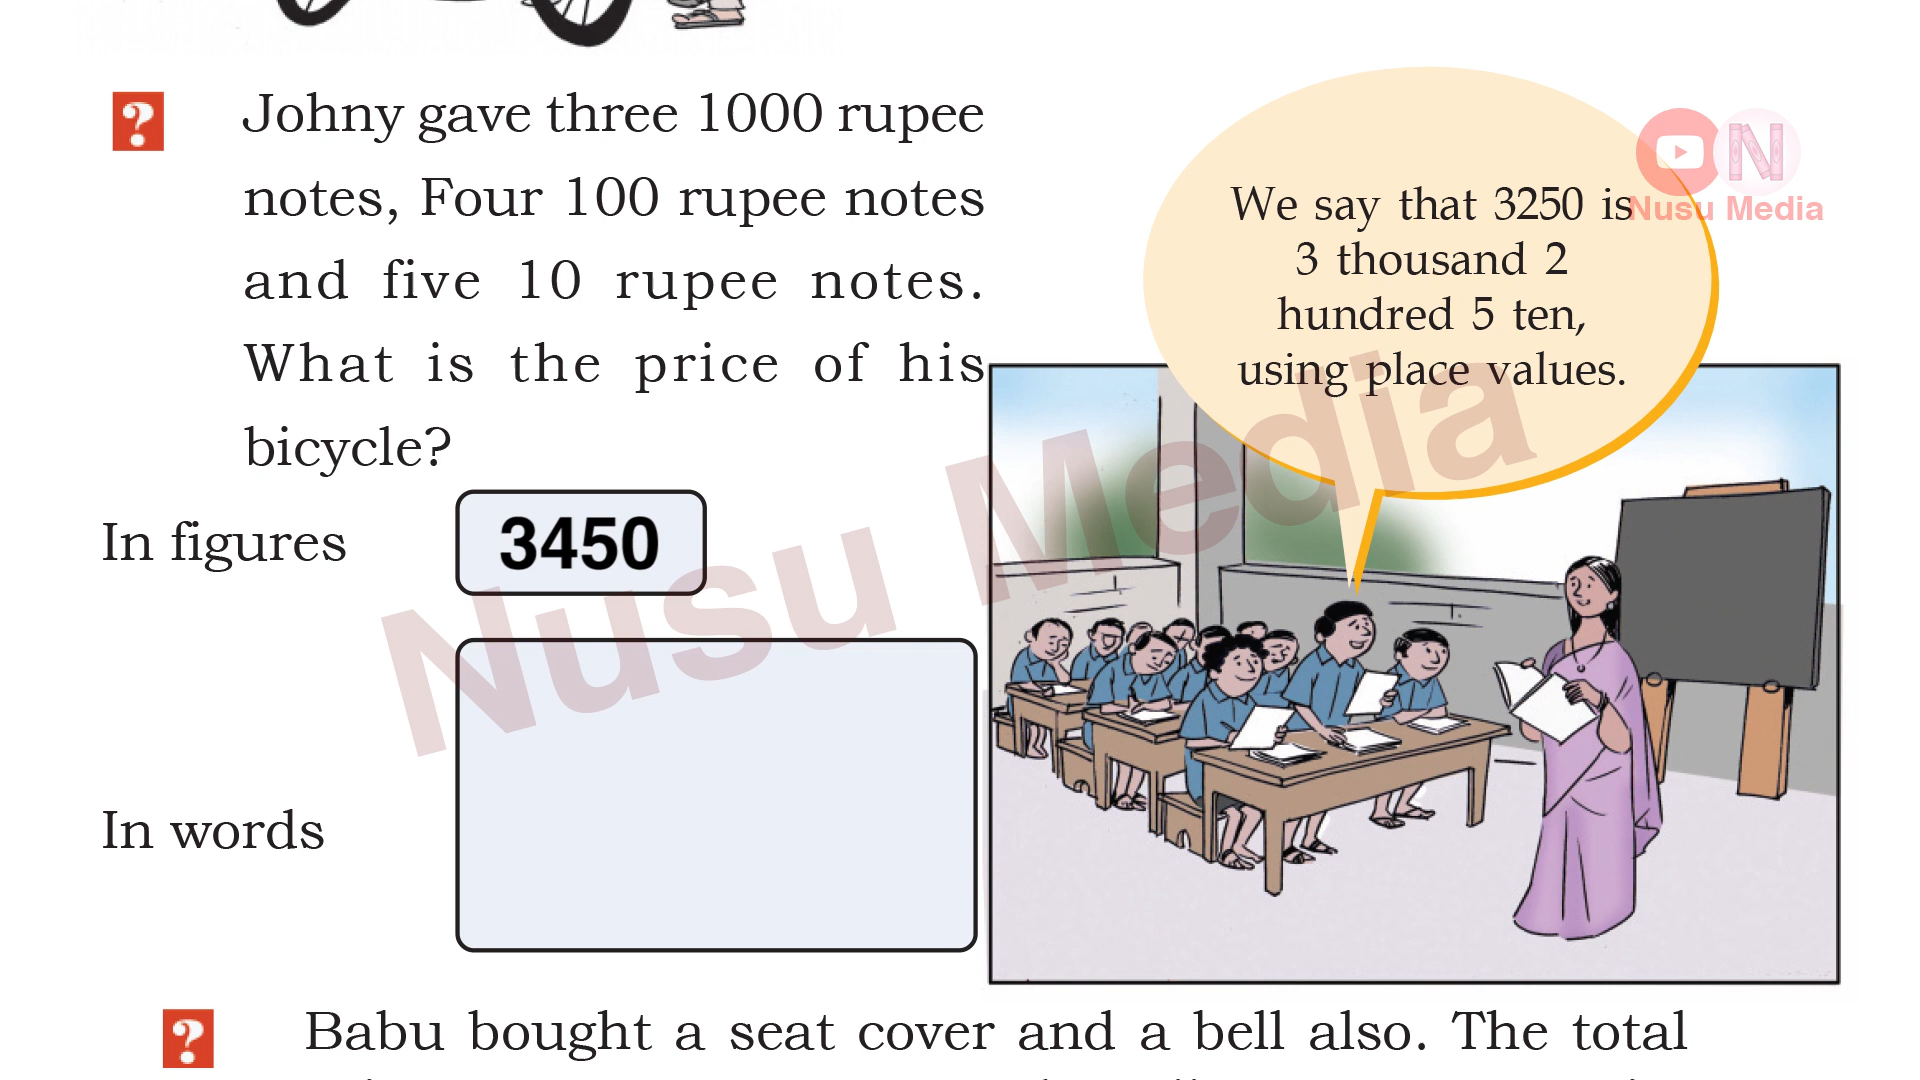 ?
Johny gave three 1000 rupee
notes, Four 100 rupee notes
and five 10 rupee notes.
What is the price of his
bicycle?
In figures
3450
In words
We say that 3250 is
3 thousand 2
hundred 5 ten,
using place values.
N
Nusu Media
Nusu Media
?
Babu bought a seat cover and a bell also. The total